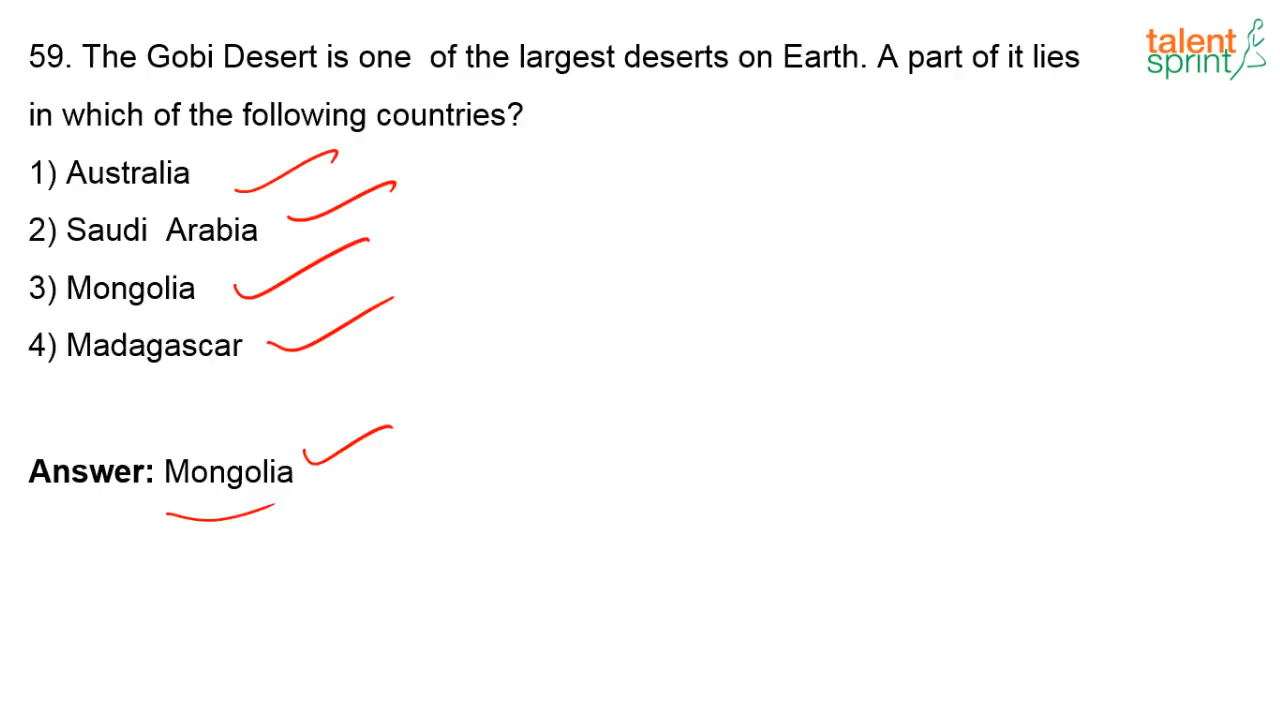 59. The Gobi Desert is one of the largest deserts on Earth. A part of it lies
in which of the following countries?
1) Australia
2) Saudi Arabia
3) Mongolia
4) Madagascar
Answer: Mongolia
talent
sprint